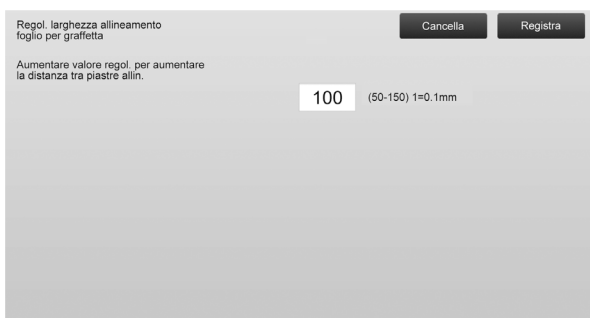 Regol. larghezza allineamento
foglio per graffetta
Cancella
Registra
Aumentare valore regol. per aumentare
la distanza tra piastre allin.
100
(50-150) 1=0.1mm